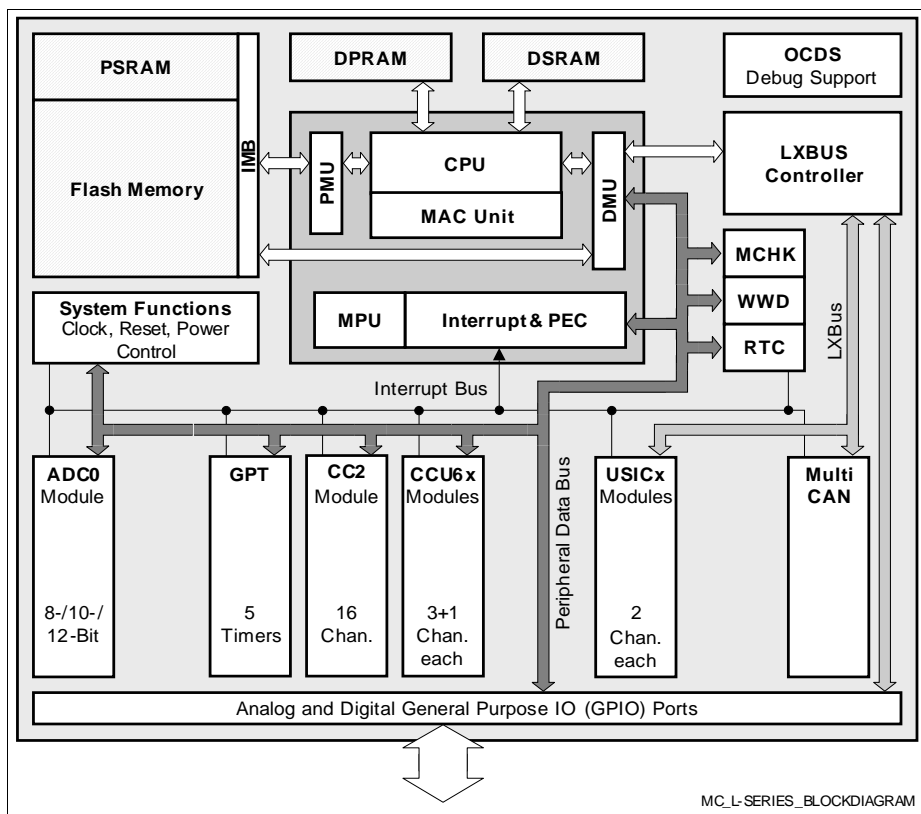 PSRAM
DPRAM
DSRAM
OCDS
Debug Support
Flash Memory
IMB
PMU
CPU
MAC Unit
DMU
LXBUS
Controller
MCHK
WWD
RTC
System Functions
Clock, Reset, Power
Control
MPU
Interrupt & PEC
LXBus
Interrupt Bus
ADC0
Module
8-/10-/
12-Bit
GPT
5
Timers
CC2
Module
16
Chan.
CCU6x
Modules
3+1
Chan.
each
Peripheral Data Bus
USICx
Modules
2
Chan.
each
Multi
CAN
Analog and Digital General Purpose IO (GPIO) Ports
MC_L-SERIES_BLOCKDIAGRAM